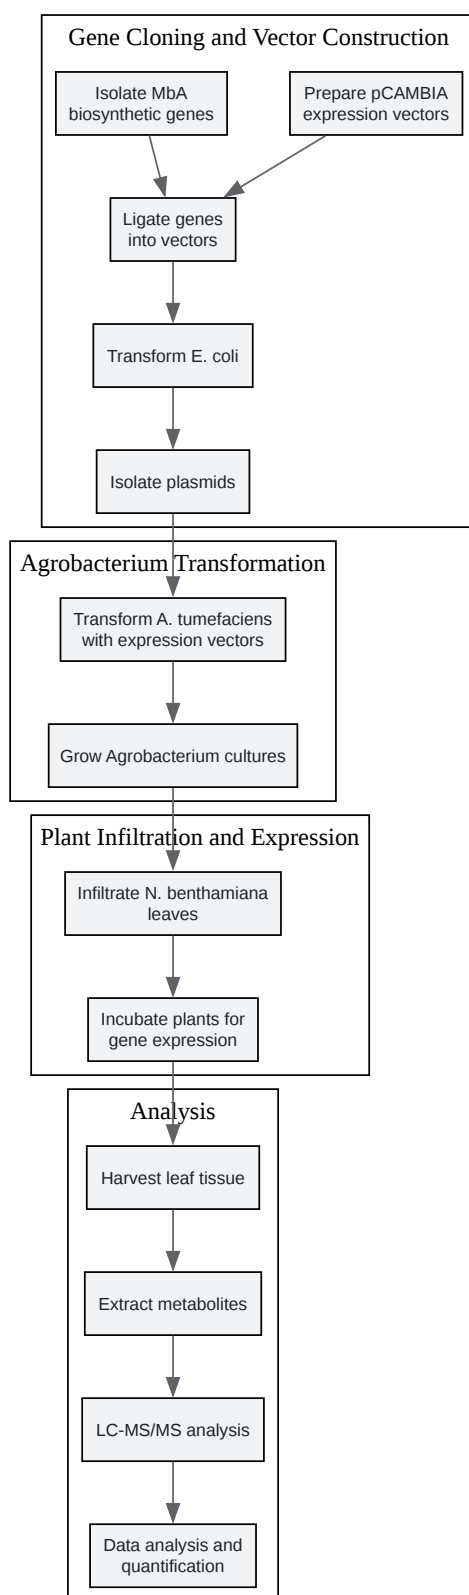 Gene Cloning and Vector Construction
Isolate MbA
biosynthetic genes
Prepare pCAMBIA
expression vectors
Ligate genes
into vectors
Transform E. coli
Isolate plasmids
Agrobacterium Transformation
Transform A. tumefaciens
with expression vectors
Grow Agrobacterium cultures
Plant Infiltration and Expression
Infiltrate N. benthamiana
leaves
Incubate plants for
gene expression
Analysis
Harvest leaf tissue
Extract metabolites
LC-MS/MS analysis
Data analysis and
quantification